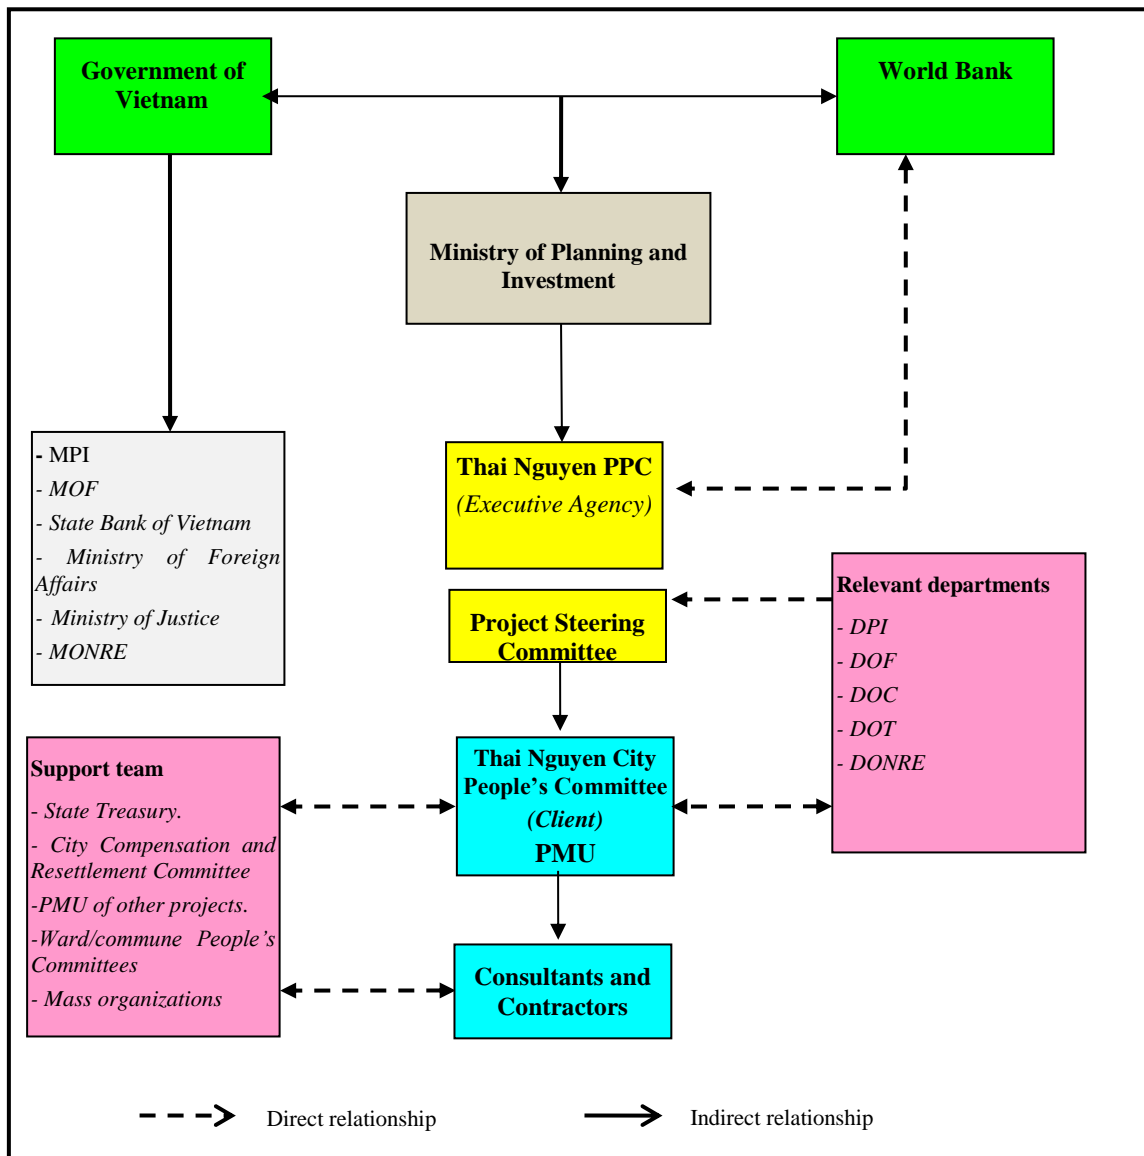 Government of
Vietnam
World Bank
Ministry of Planning and
Investment
- MPI
- MOF
- State Bank of Vietnam
- Ministry of Foreign
Affairs
- Ministry of Justice
- MONRE
Thai Nguyen PPC
(Executive Agency)
Project Steering
Committee
Relevant departments
- DPI
- DOF
- DOC
- DOT
- DONRE
Support team
- State Treasury.
- City Compensation and
Resettlement Committee
-PMU of other projects.
-Ward/commune People’s
Committees
- Mass organizations
Thai Nguyen City
People’s Committee
(Client)
PMU
Consultants and
Contractors
Direct relationship
Indirect relationship